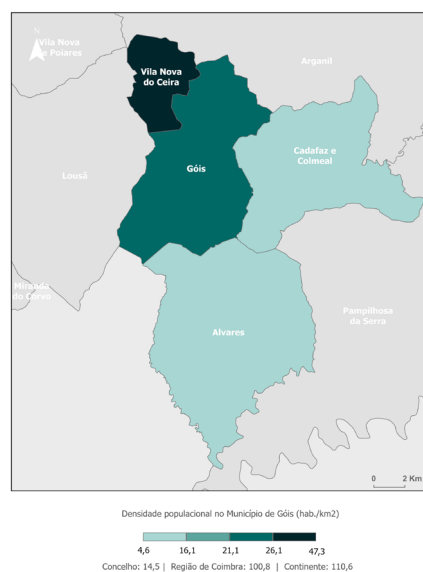 Vila Nova
de Poiares
N
Arganil
Vila Nova
do Ceira
Cadafaz e
Colmeal
Góis
Lousã
Miranda
do Corvo
Pampilhosa
da Serra
Alvares
0 2 Km
Densidade populacional no Município de Góis (hab./km2)
4,6 16,1 21,1 26,1 47,3
Concelho: 14,5 | Região de Coimbra: 100,8 | Continente: 110,6